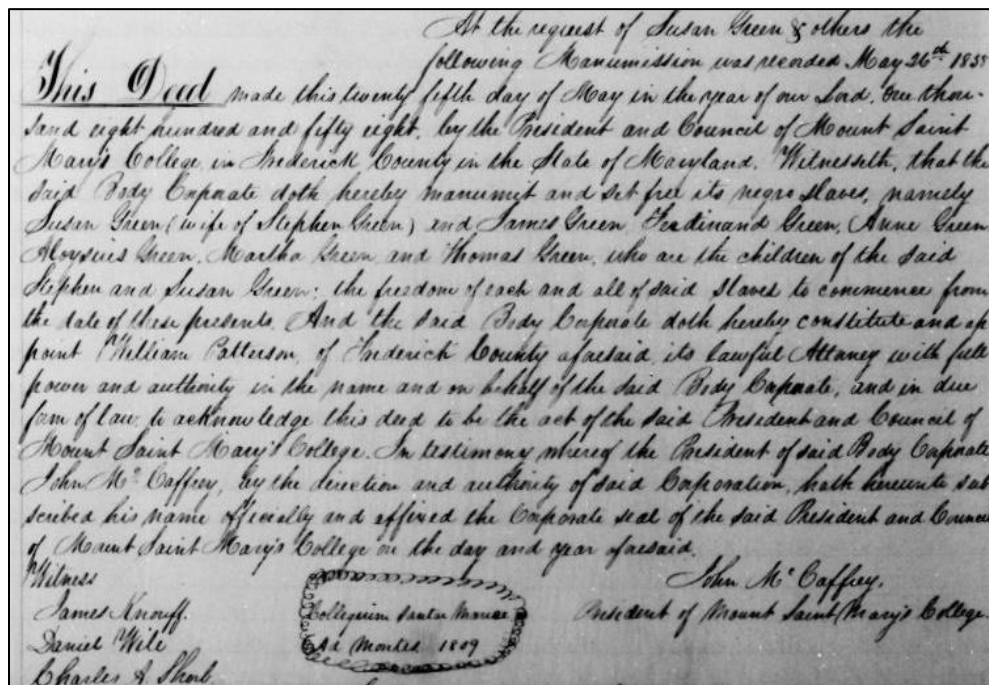 At the request of Susan Green & others the
following Manumission was recorded May 26th 1858
This Deed made this twenty fifth day of May in the year of our Lord, One thou-
sand eight hundred and fifty eight, by the President and Council of Mount Saint
Mary's College in Frederick County in the State of Maryland. Witnesseth, that the
said Body Corporate doth hereby manumit and set free its negro slaves, namely
Susan Green (wife of Stephen Green) and James Green, Ferdinand Green, Anne Green
Aloysius Green, Martha Green and Thomas Green, who are the children of the said
Stephen and Susan Green; the freedom of each and all of said slaves to commence from
the date of these presents. And the said Body Corporate doth hereby constitute and ap
point William Patterson, of Frederick County aforesaid, its lawful Attorney with full
power and authority in the name and on behalf of the said Body Corporate, and in due
form of law, to acknowledge this deed to be the act of the said President and Council of
Mount Saint Mary's College. In testimony whereof the President of said Body Corporate
John McCaffrey, by the direction and authority of said Corporation, hath hereunto sub
scribed his name officially and affixed the Corporate seal of the said President and Council
of Mount Saint Mary's College on the day and year aforesaid.
Witness
John McCaffrey,
James Knouff.
Collegium Sanctae Mariae
President of Mount Saint Mary's College.
Daniel Wile
Ad Montes 1809
Charles A. Shorb